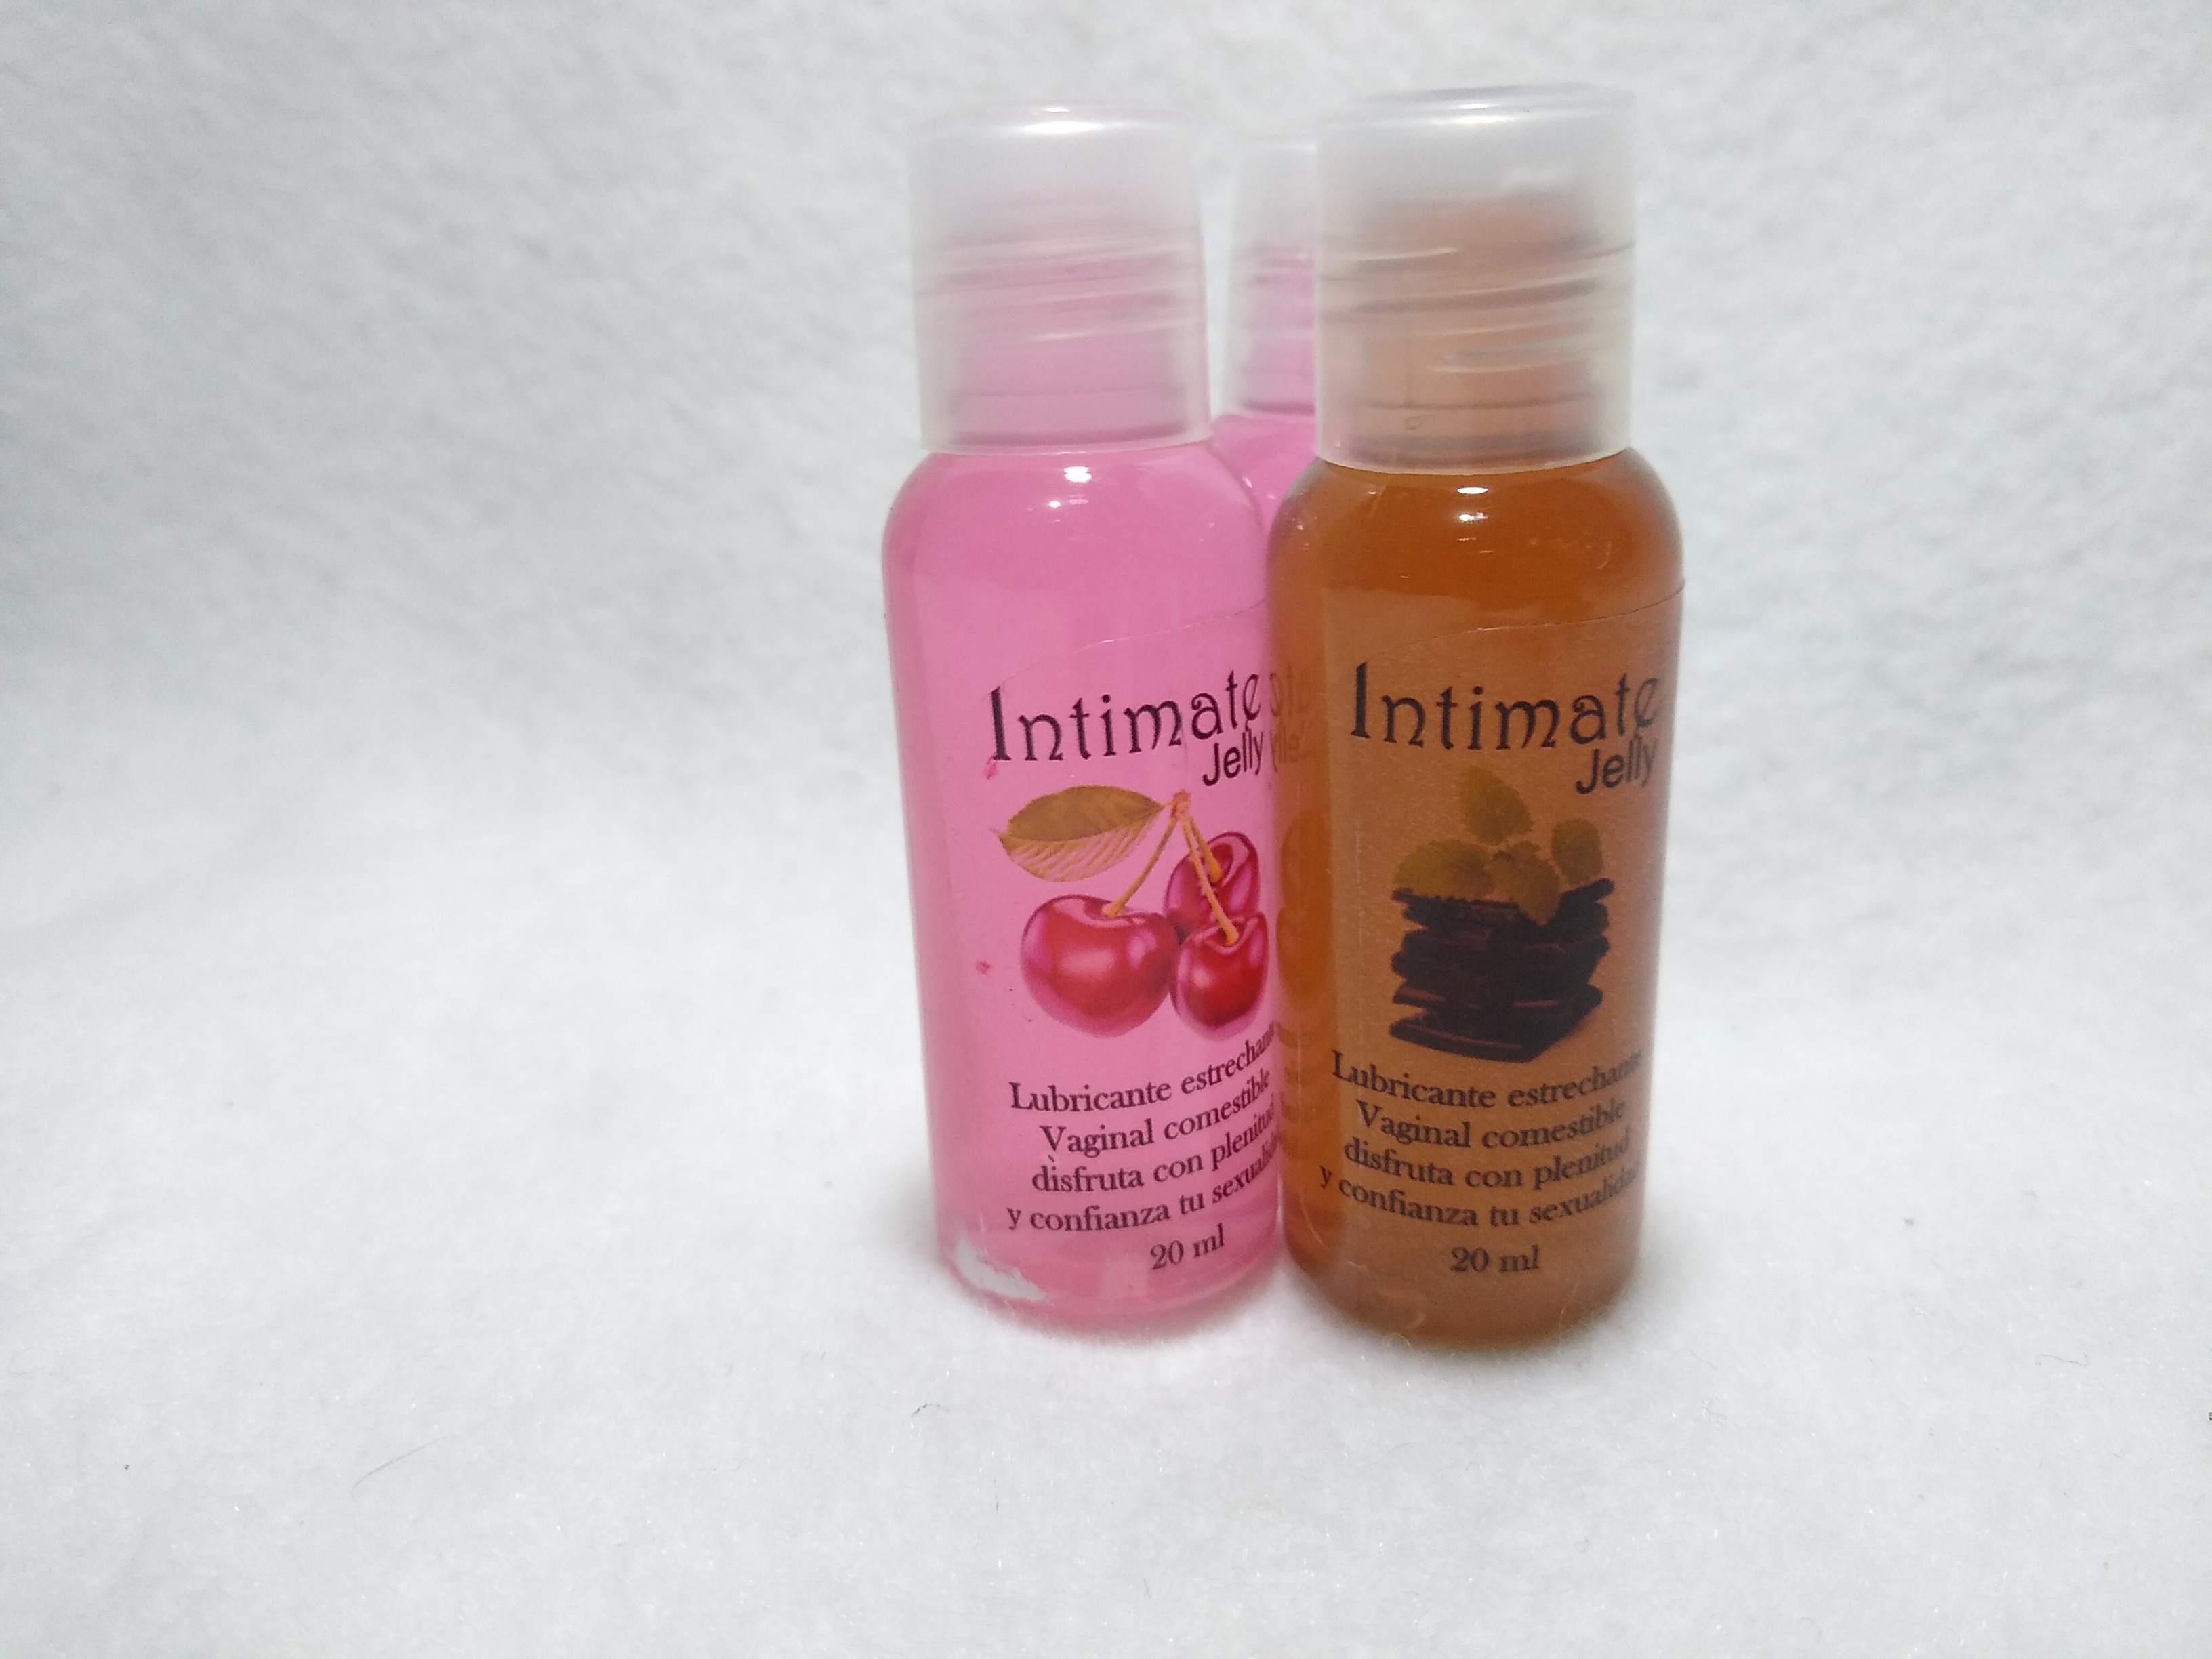 Intimate
Jelly
Lubricante estrechante
Vaginal comestible
disfruta con plenitud
y confianza tu sexualidad
20 ml
Intimate
Jelly
Lubricante estrechante
Vaginal comestible
disfruta con plenitud
y confianza tu sexualidad
20 ml